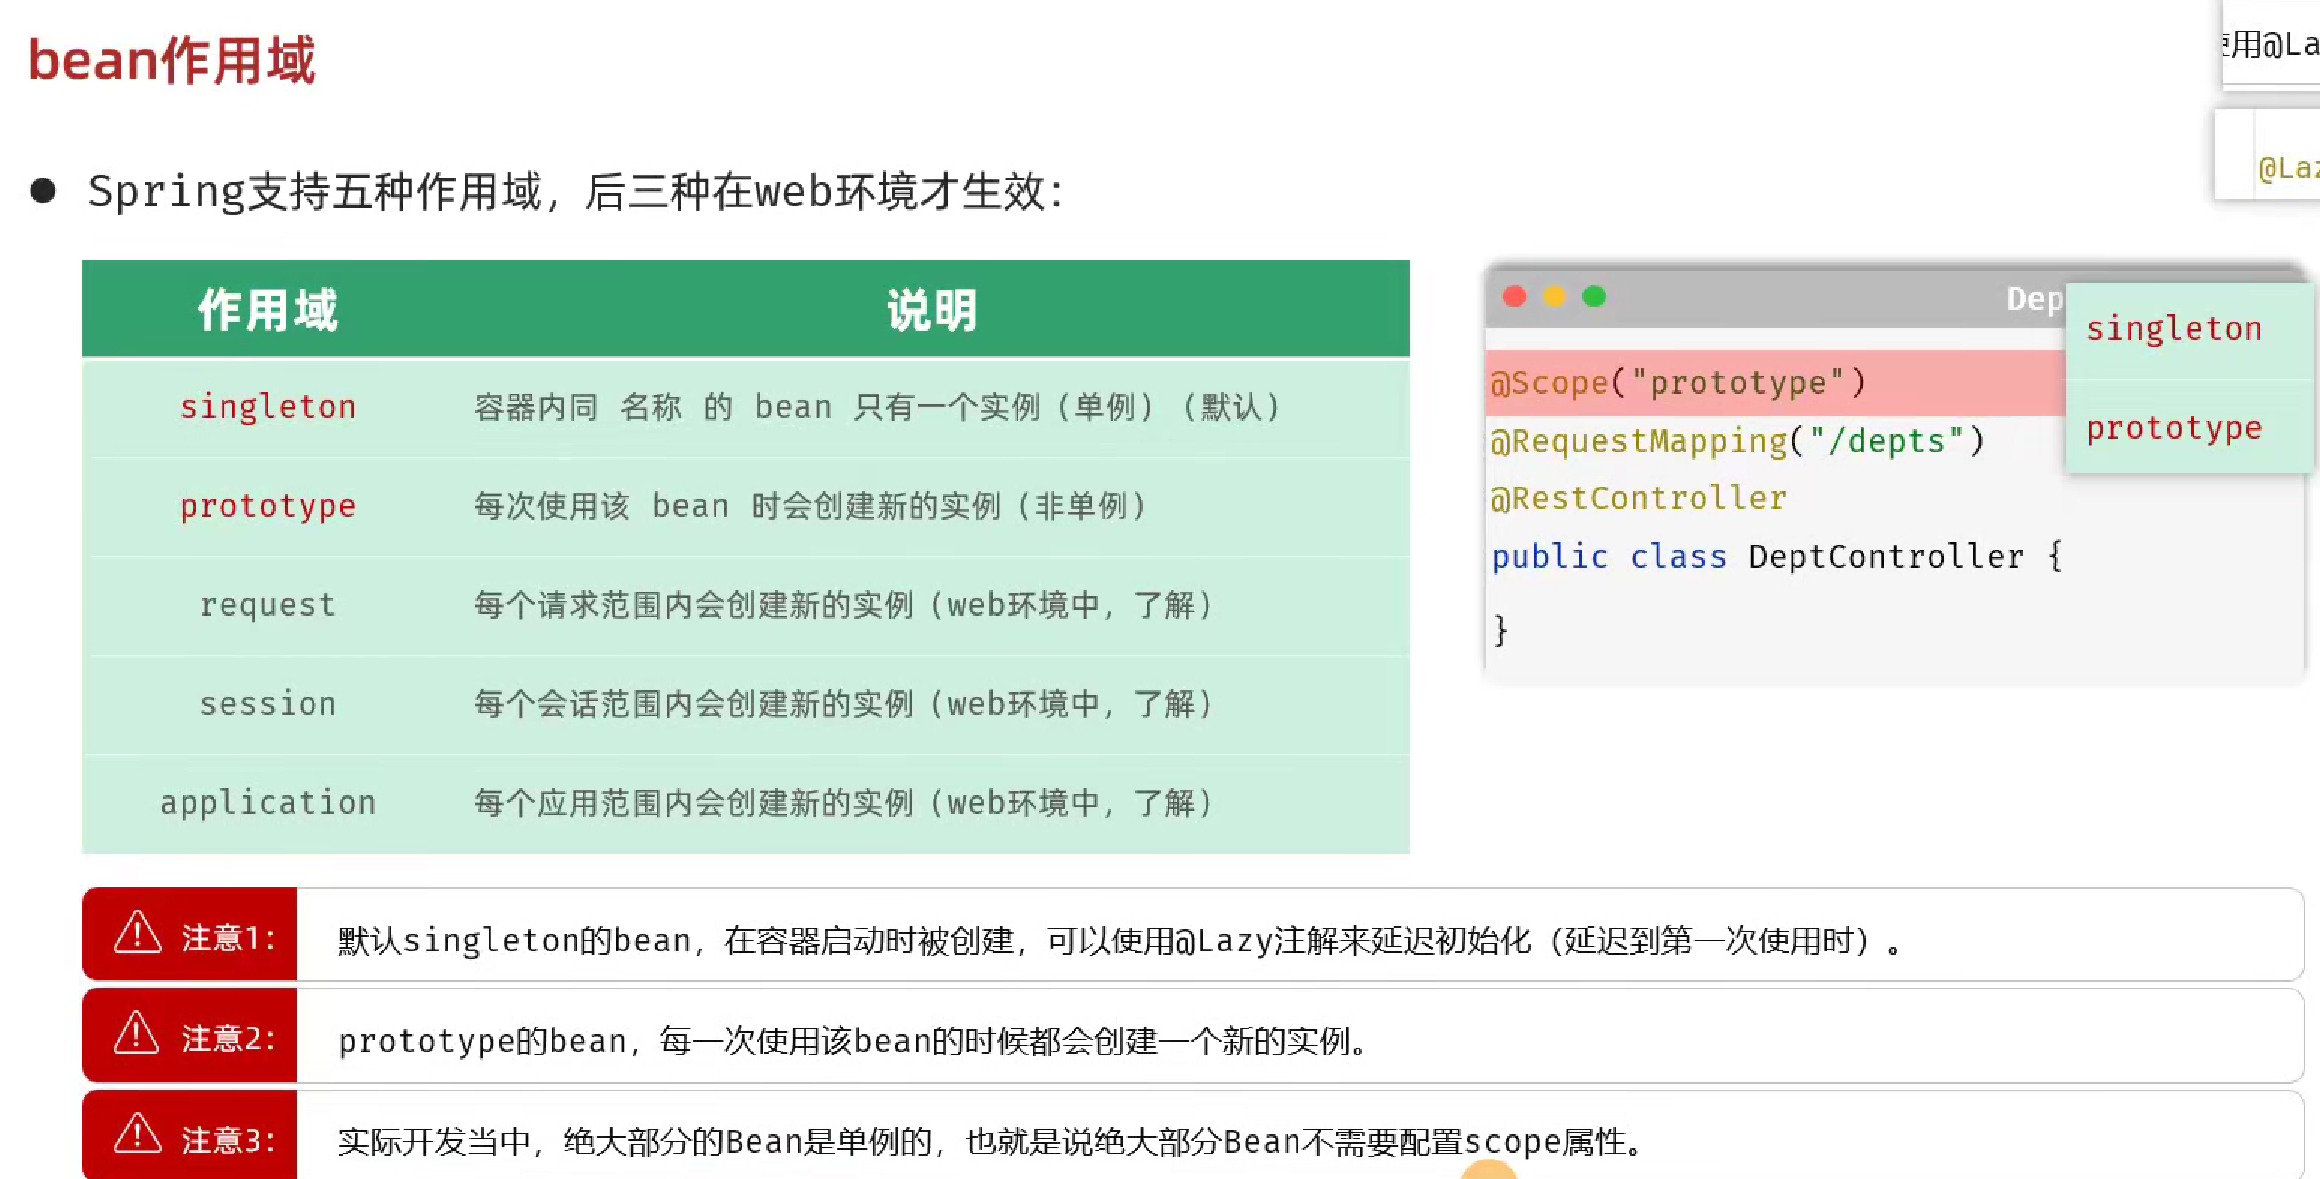 bean作用域
使用@La
@Laz
● Spring支持五种作用域，后三种在web环境才生效：
作用域 说明
singleton 容器内同 名称 的 bean 只有一个实例（单例）（默认）
prototype 每次使用该 bean 时会创建新的实例（非单例）
request 每个请求范围内会创建新的实例（web环境中，了解）
session 每个会话范围内会创建新的实例（web环境中，了解）
application 每个应用范围内会创建新的实例（web环境中，了解）
Dep
singleton
prototype
@Scope("prototype")
@RequestMapping("/depts")
@RestController
public class DeptController {
}
注意1： 默认singleton的bean，在容器启动时被创建，可以使用@Lazy注解来延迟初始化（延迟到第一次使用时）。
注意2： prototype的bean，每一次使用该bean的时候都会创建一个新的实例。
注意3： 实际开发当中，绝大部分的Bean是单例的，也就是说绝大部分Bean不需要配置scope属性。